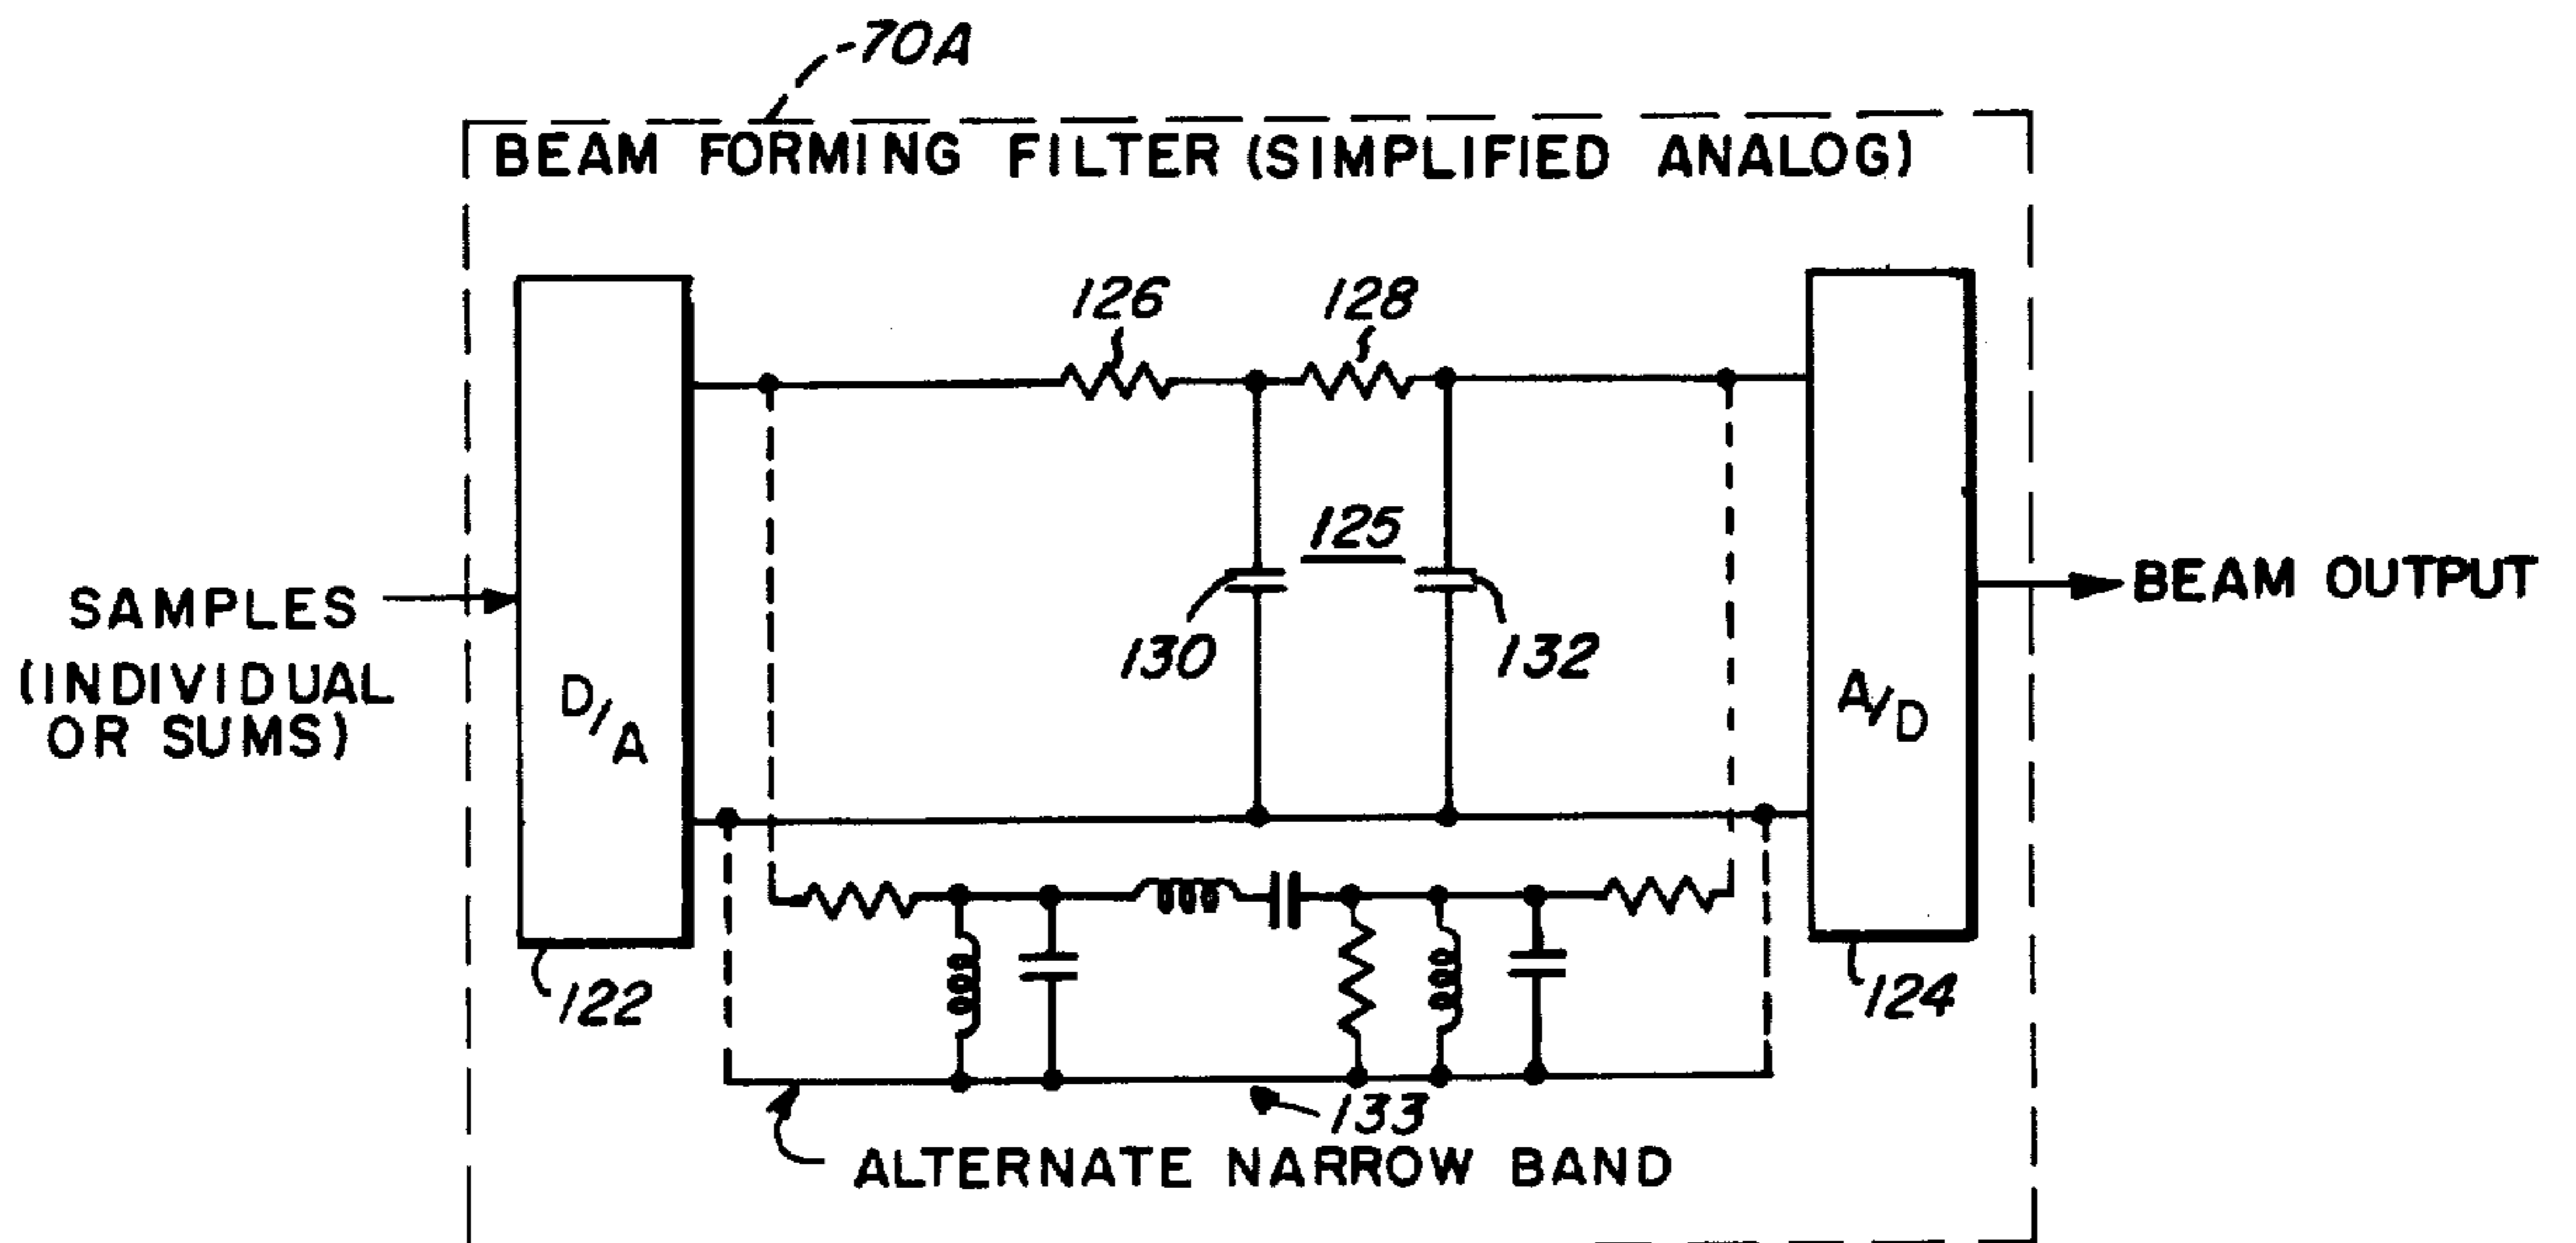 70A
BEAM FORMING FILTER (SIMPLIFIED ANALOG)
126
128
125
130
132
SAMPLES
(INDIVIDUAL
OR SUMS)
D/A
A/D
BEAM OUTPUT
122
124
133
ALTERNATE NARROW BAND